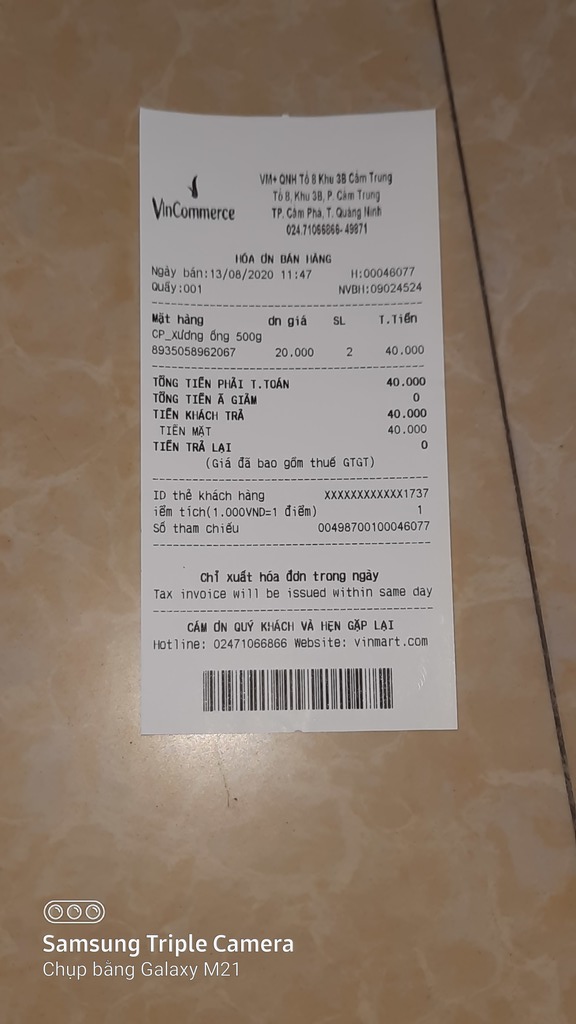 VinCommerce
VM+ QNH Tổ 8 Khu 3B Cẩm Trung
Tổ 8, Khu 3B, P. Cẩm Trung
TP. Cẩm Phả, T. Quảng Ninh
024.71066866-49871
HÓA ƠN BÁN HÀNG
Ngày bán:13/08/2020 11:47 H:00046077
Quầy:001 NVBH:09024524
Mặt hàng ơn giá SL T.Tiền
CP_Xương ống 500g
8935058962067 20.000 2 40.000
TỔNG TIỀN PHẢI T.TOÁN 40.000
TỔNG TIỀN Ã GIẢM 0
TIỀN KHÁCH TRẢ 40.000
TIỀN MẶT 40.000
TIỀN TRẢ LẠI 0
(Giá đã bao gồm thuế GTGT)
ID thẻ khách hàng XXXXXXXXXXXX1737
iểm tích(1.000VND=1 điểm) 1
Số tham chiếu 00498700100046077
Chỉ xuất hóa đơn trong ngày
Tax invoice will be issued within same day
CẢM ƠN QUÝ KHÁCH VÀ HẸN GẶP LẠI
Hotline: 02471066866 Website: vinmart.com
Samsung Triple Camera
Chụp bằng Galaxy M21